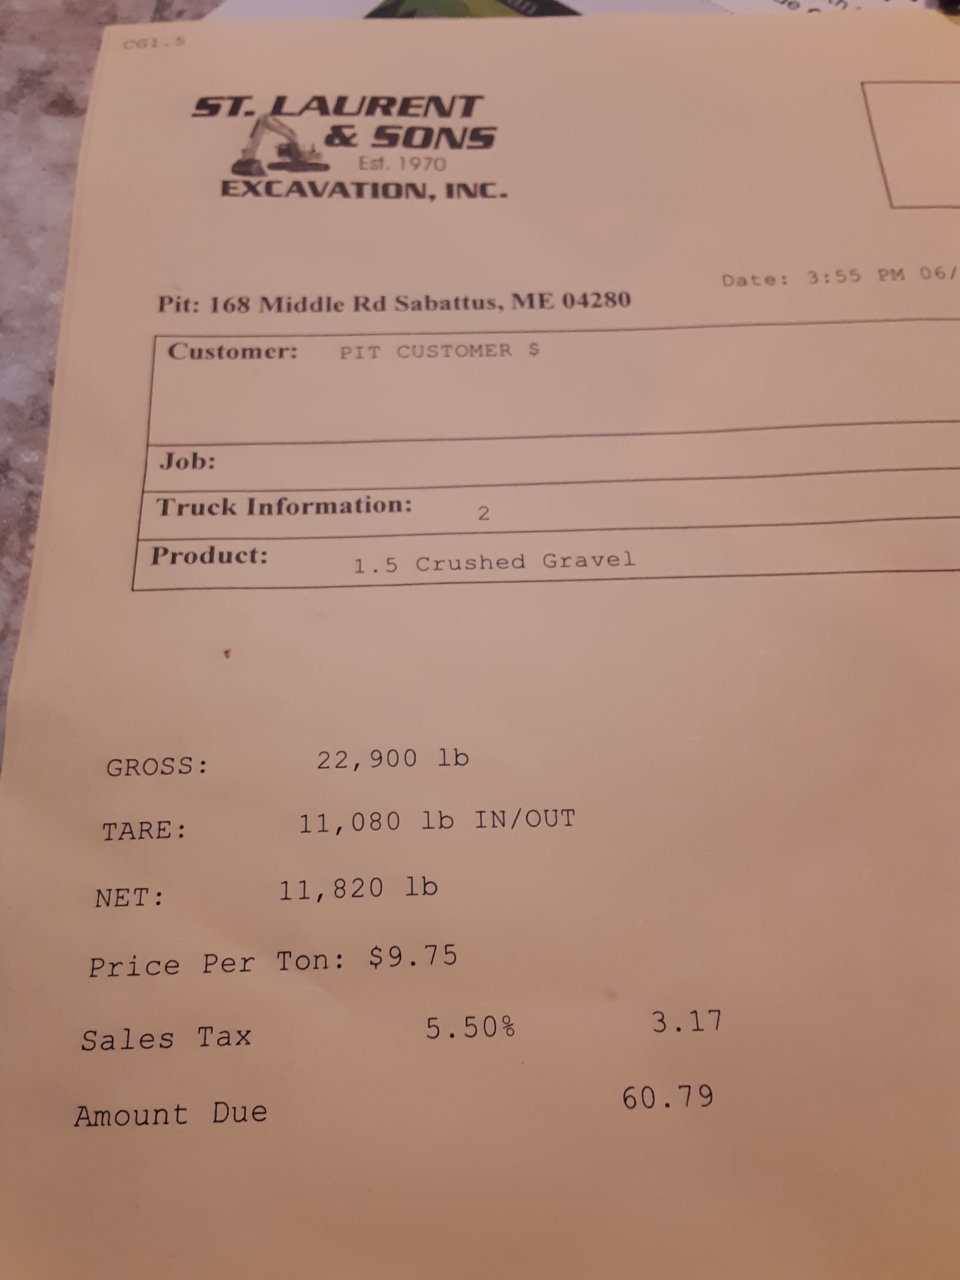 CG1.5
ST. LAURENT
& SONS
Est. 1970
EXCAVATION, INC.
Date: 3:55 PM 06/
Pit: 168 Middle Rd Sabattus, ME 04280
Customer: PIT CUSTOMER $
Job:
Truck Information: 2
Product: 1.5 Crushed Gravel
GROSS: 22,900 lb
TARE: 11,080 lb IN/OUT
NET: 11,820 lb
Price Per Ton: $9.75
Sales Tax 5.50% 3.17
Amount Due 60.79